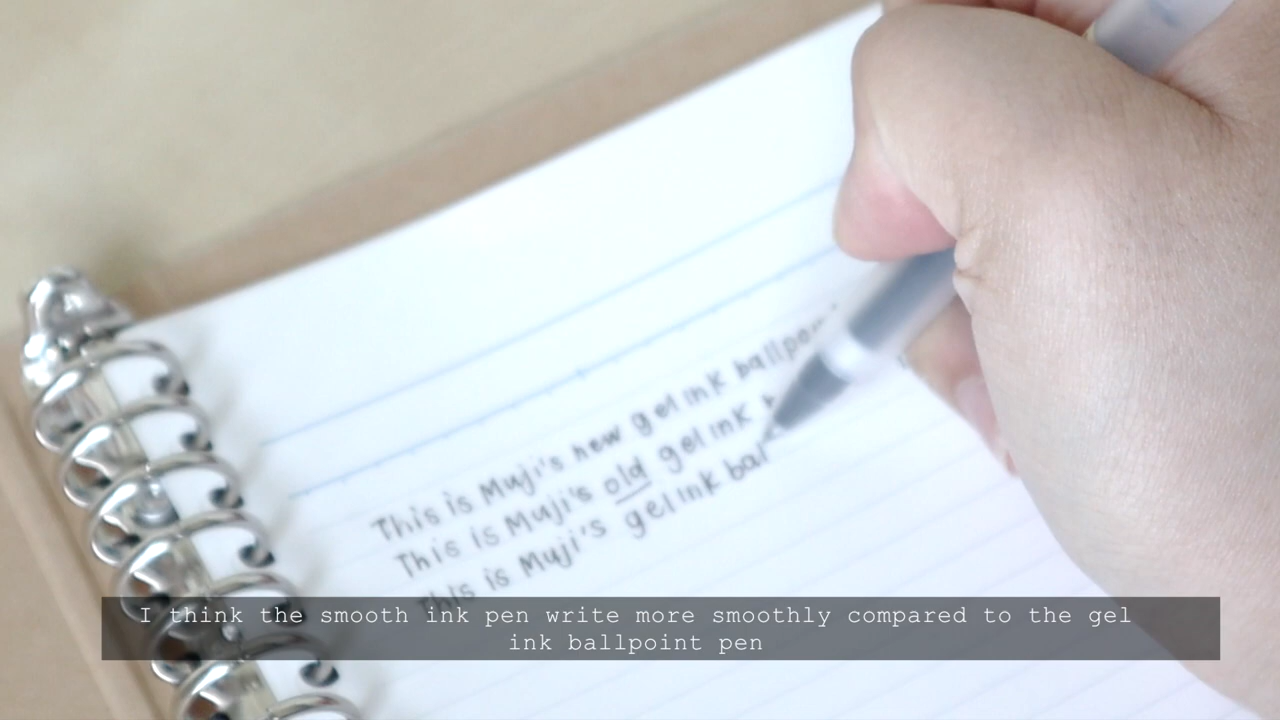 This is Muji's new gel ink ballpoin
This is Muji's old gel ink
This is Muji's gel ink bal
I think the smooth ink pen write more smoothly compared to the gel
ink ballpoint pen